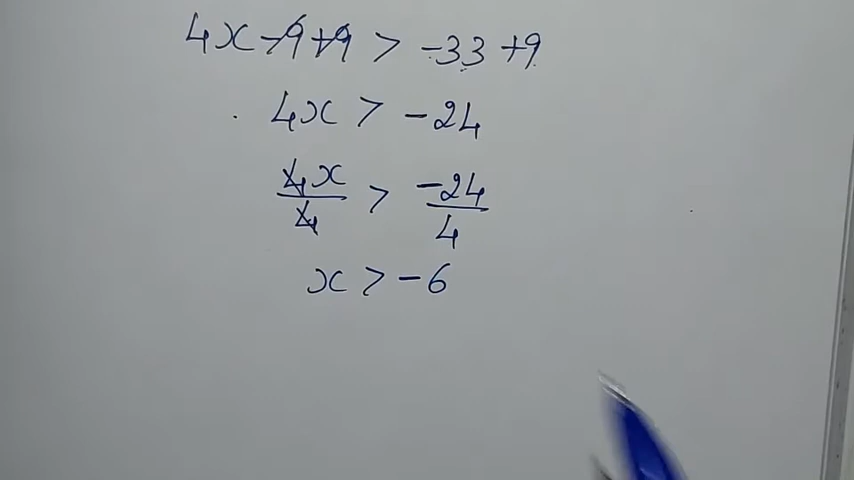 4x - 9 + 9 > -33 + 9
4x > -24
4x/4 > -24/4
x > -6